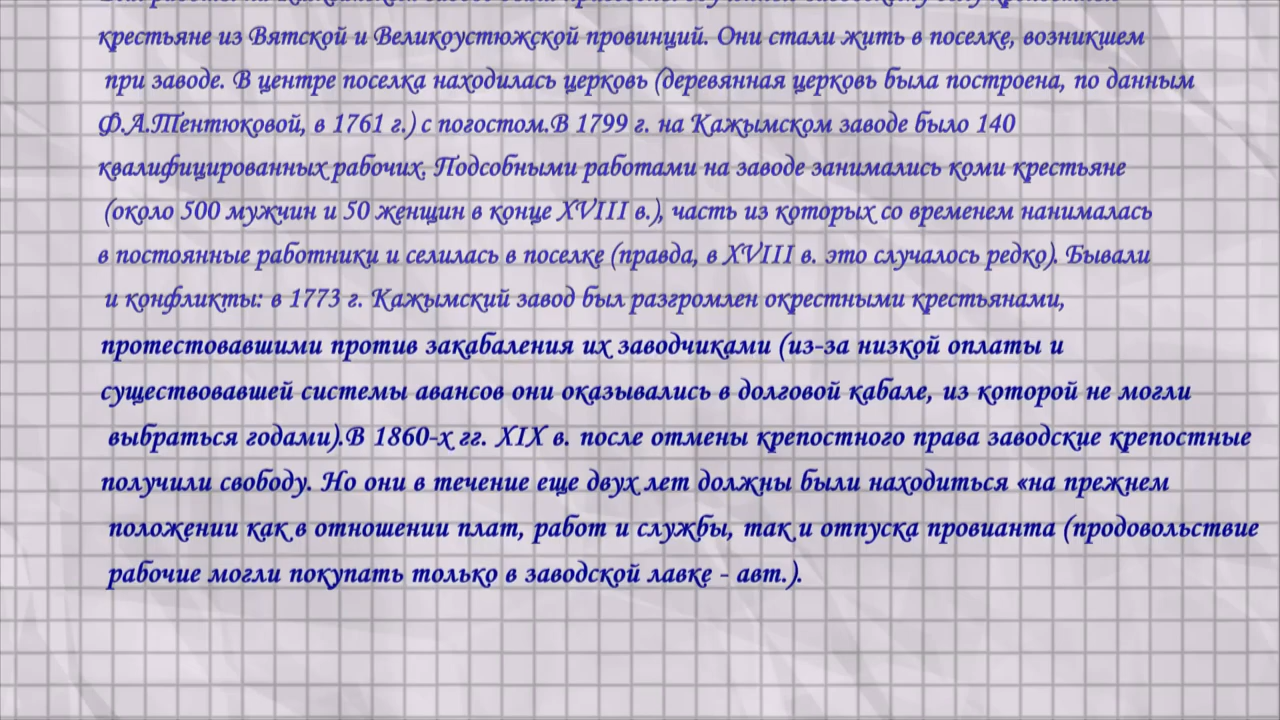 крестьяне из Вятской и Великоустюжской провинций. Они стали жить в поселке, возникшем
при заводе. В центре поселка находилась церковь (деревянная церковь была построена, по данным
Ф.А.Тентюковой, в 1761 г.) с погостом.В 1799 г. на Кажымском заводе было 140
квалифицированных рабочих. Подсобными работами на заводе занимались коми крестьяне
(около 500 мужчин и 50 женщин в конце XVIII в.), часть из которых со временем нанималась
в постоянные работники и селилась в поселке (правда, в XVIII в. это случалось редко). Бывали
и конфликты: в 1773 г. Кажымский завод был разгромлен окрестными крестьянами,
протестовавшими против закабаления их заводчиками (из-за низкой оплаты и
существовавшей системы авансов они оказывались в долговой кабале, из которой не могли
выбраться годами).В 1860-х гг. XIX в. после отмены крепостного права заводские крепостные
получили свободу. Но они в течение еще двух лет должны были находиться «на прежнем
положении как в отношении плат, работ и службы, так и отпуска провианта (продовольствие
рабочие могли покупать только в заводской лавке - авт.).